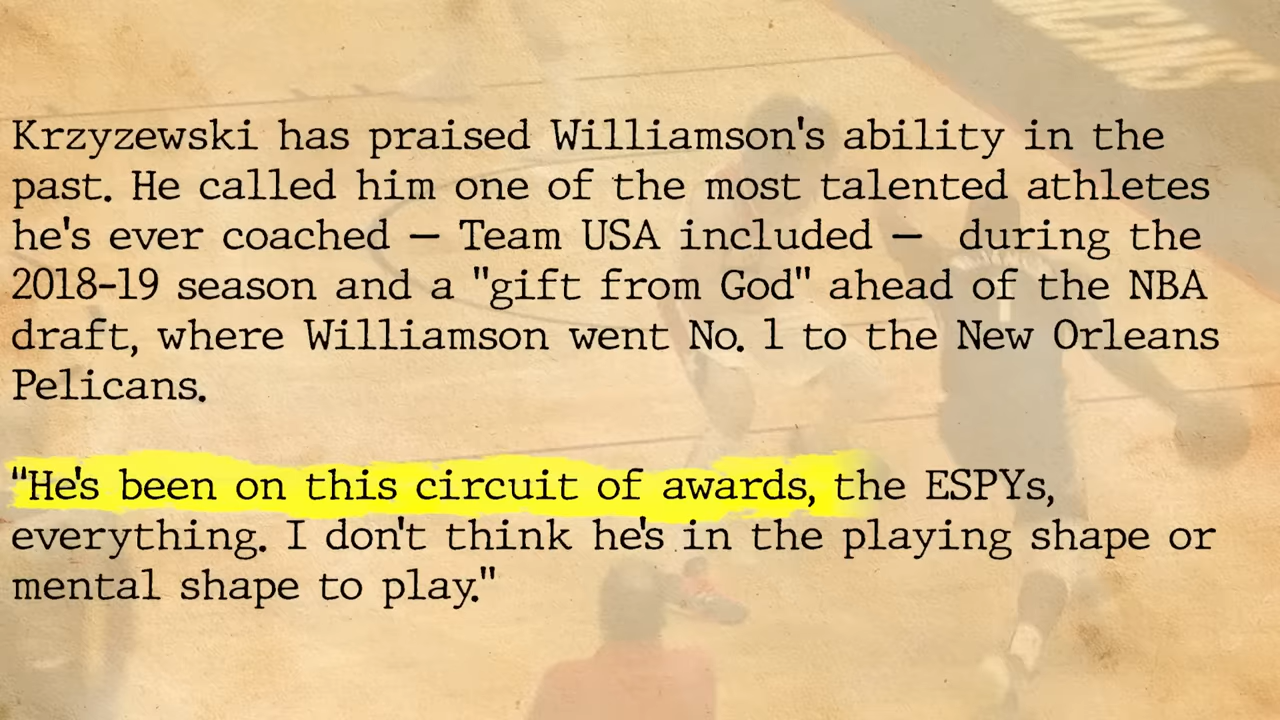 Krzyzewski has praised Williamson's ability in the
past. He called him one of the most talented athletes
he's ever coached — Team USA included — during the
2018-19 season and a "gift from God" ahead of the NBA
draft, where Williamson went No. 1 to the New Orleans
Pelicans.
“He's been on this circuit of awards, the ESPYs,
everything. I don't think he's in the playing shape or
mental shape to play."